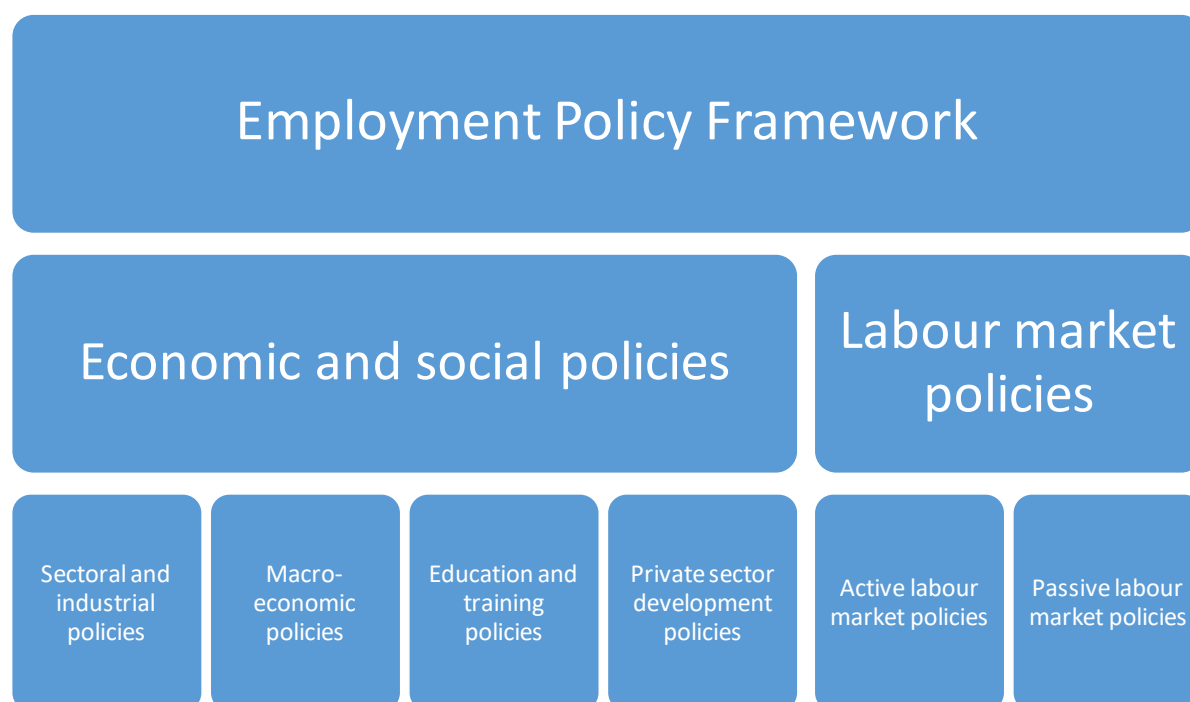 Employment Policy Framework
Economic and social policies
Labour market
policies
Sectoral and
industrial
policies
Macro-
economic
policies
Education and
training
policies
Private sector
development
policies
Active labour
market policies
Passive labour
market policies